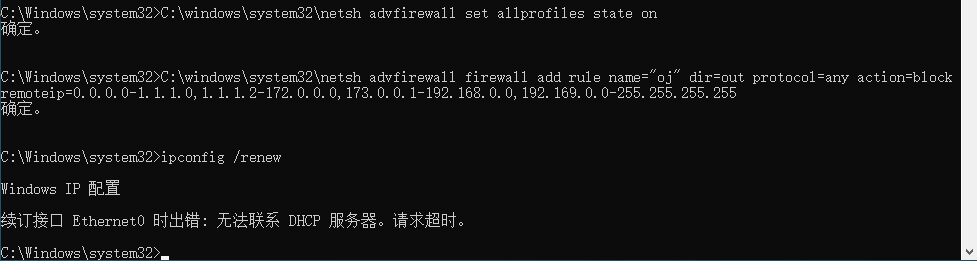 C:\Windows\system32>C:\windows\system32\netsh advfirewall set allprofiles state on
确定。
C:\Windows\system32>C:\windows\system32\netsh advfirewall firewall add rule name="oj" dir=out protocol=any action=block
remoteip=0.0.0.0-1.1.1.0,1.1.1.2-172.0.0.0,173.0.0.1-192.168.0.0,192.169.0.0-255.255.255.255
确定。
C:\Windows\system32>ipconfig /renew
Windows IP 配置
续订接口 Ethernet0 时出错: 无法联系 DHCP 服务器。请求超时。
C:\Windows\system32>